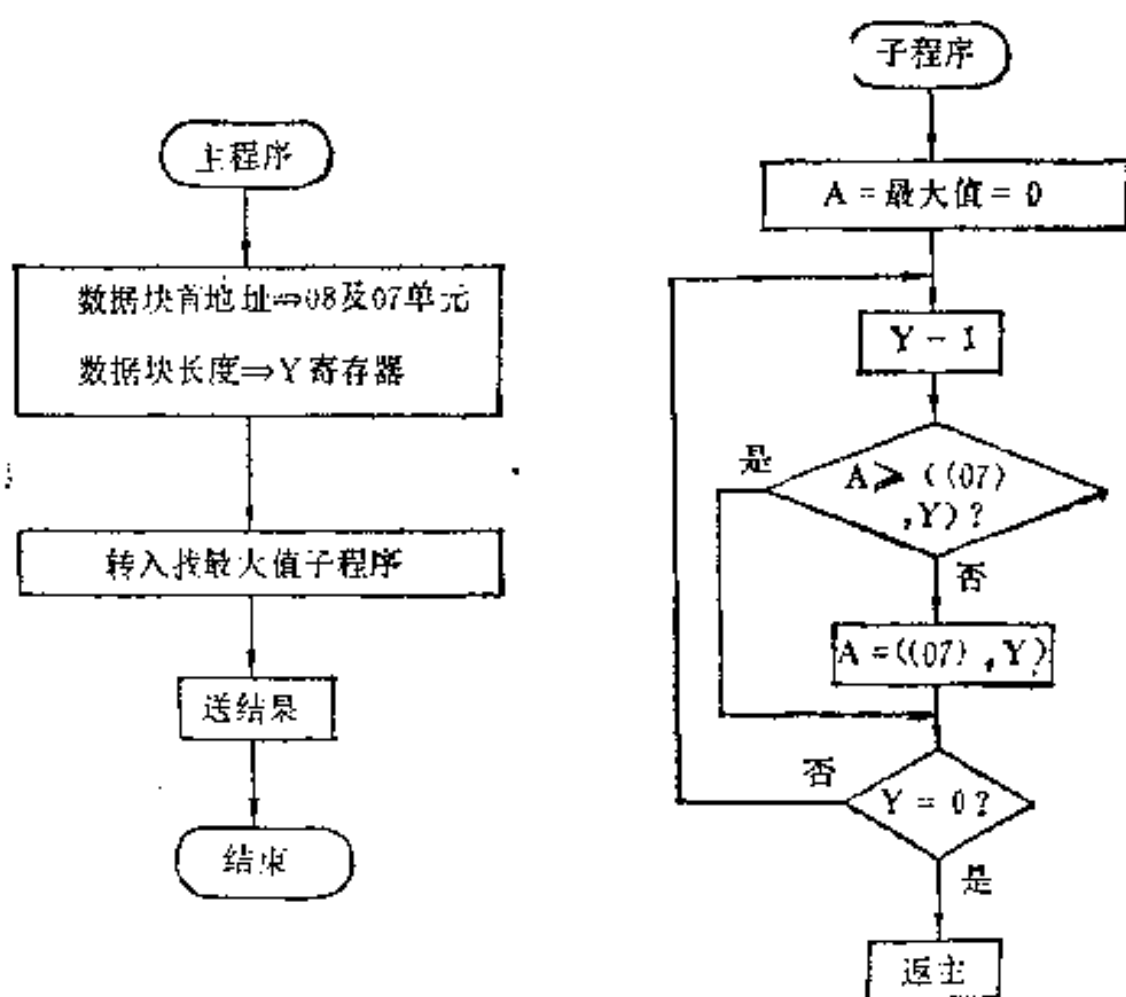 主程序
数据块首地址⇒08及07单元
数据块长度⇒Y寄存器
转入找最大值子程序
送结果
结束
子程序
A=最大值=0
Y-1
是
A≥((07)
,Y)?
否
A=((07),Y)
否
Y=0?
是
返主